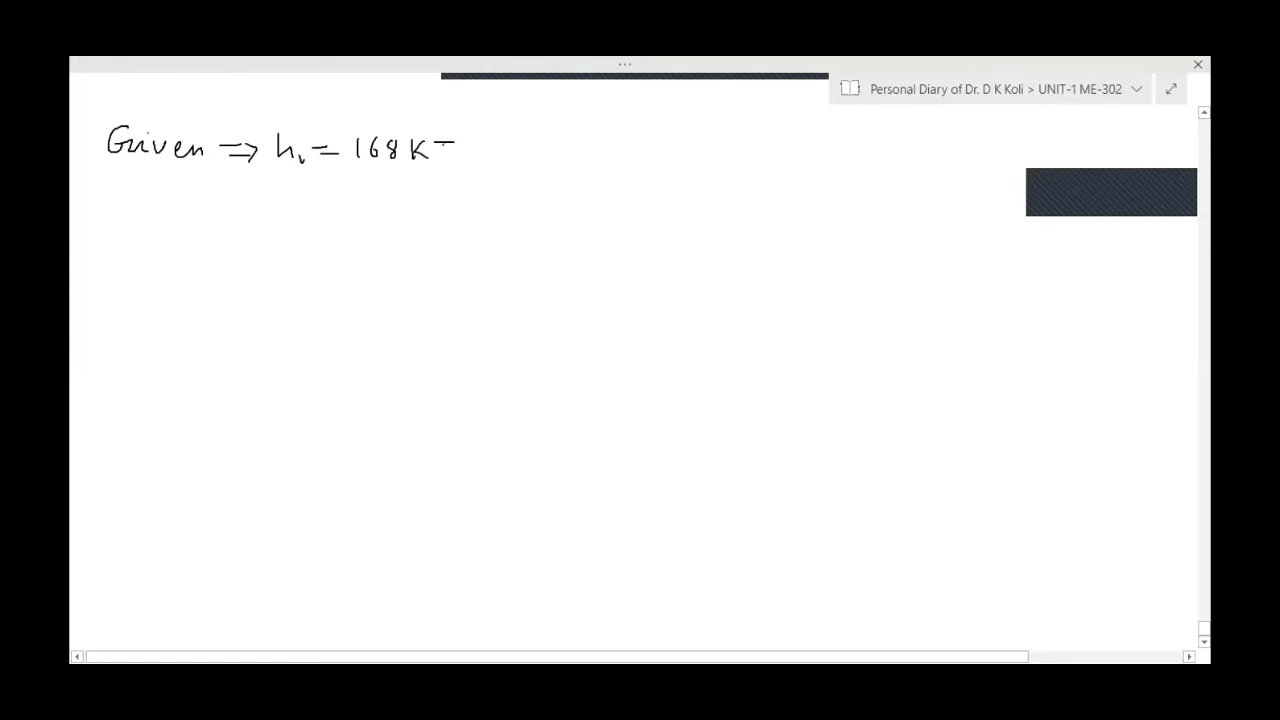 Personal Diary of Dr. D K Koli > UNIT-1 ME-302
Given ⇒ h₁ = 168 K